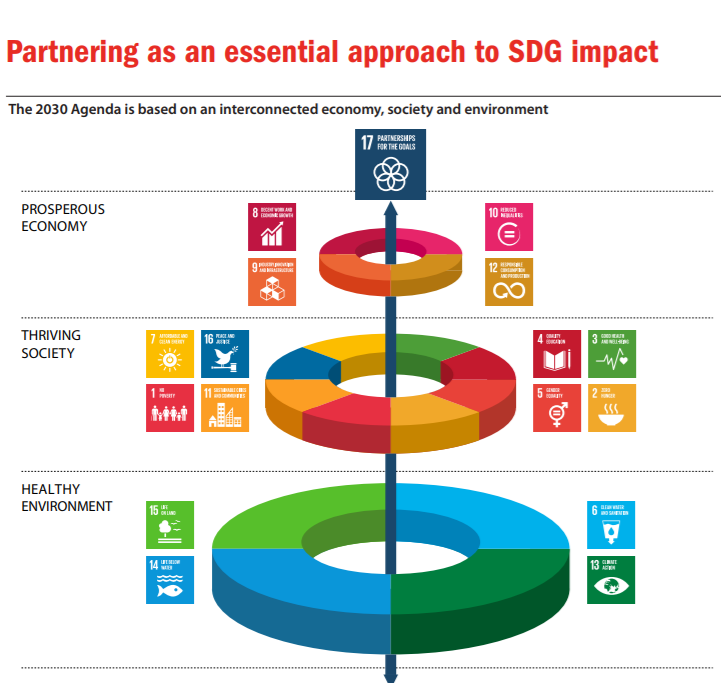 Partnering as an essential approach to SDG impact
The 2030 Agenda is based on an interconnected economy, society and environment
17 PARTNERSHIPS
FOR THE GOALS
PROSPEROUS
ECONOMY
8 DECENT WORK AND
ECONOMIC GROWTH
10 REDUCED
INEQUALITIES
9 INDUSTRY, INNOVATION
AND INFRASTRUCTURE
12 RESPONSIBLE
CONSUMPTION
AND PRODUCTION
THRIVING
SOCIETY
7 AFFORDABLE AND
CLEAN ENERGY
16 PEACE AND
JUSTICE
4 QUALITY
EDUCATION
3 GOOD HEALTH
AND WELL-BEING
1 NO
POVERTY
11 SUSTAINABLE CITIES
AND COMMUNITIES
5 GENDER
EQUALITY
2 ZERO
HUNGER
HEALTHY
ENVIRONMENT
15 LIFE
ON LAND
6 CLEAN WATER
AND SANITATION
14 LIFE BELOW
WATER
13 CLIMATE
ACTION